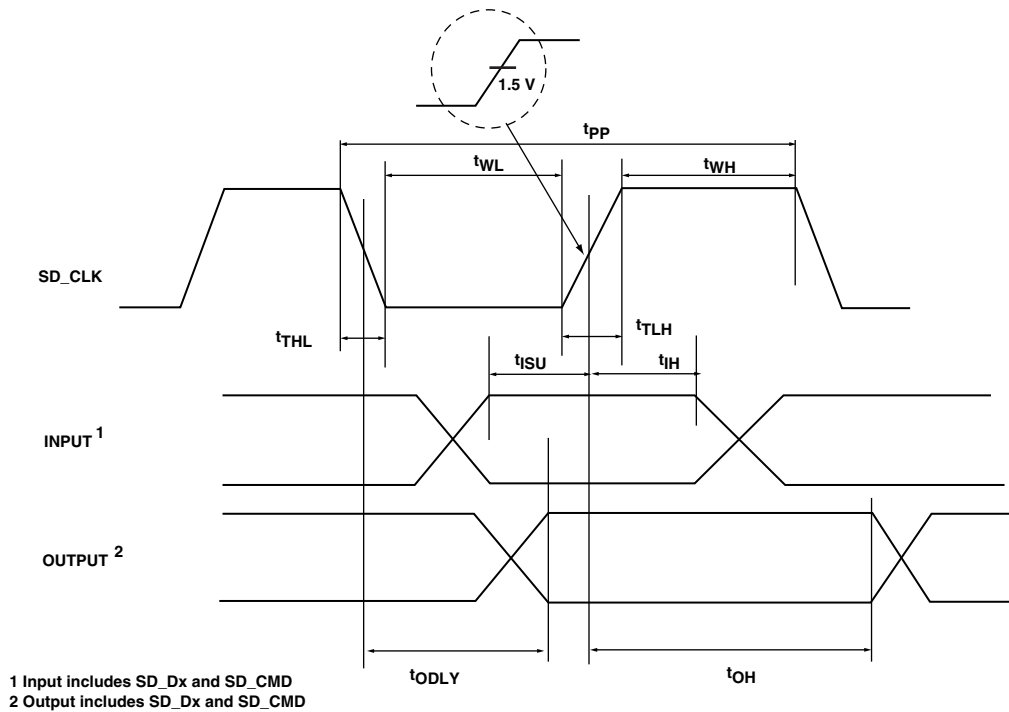 1.5 V
tPP
tWL
tWH
SD_CLK
tTHL
tTLH
tISU
tIH
INPUT 1
OUTPUT 2
tODLY
tOH
1 Input includes SD_Dx and SD_CMD
2 Output includes SD_Dx and SD_CMD